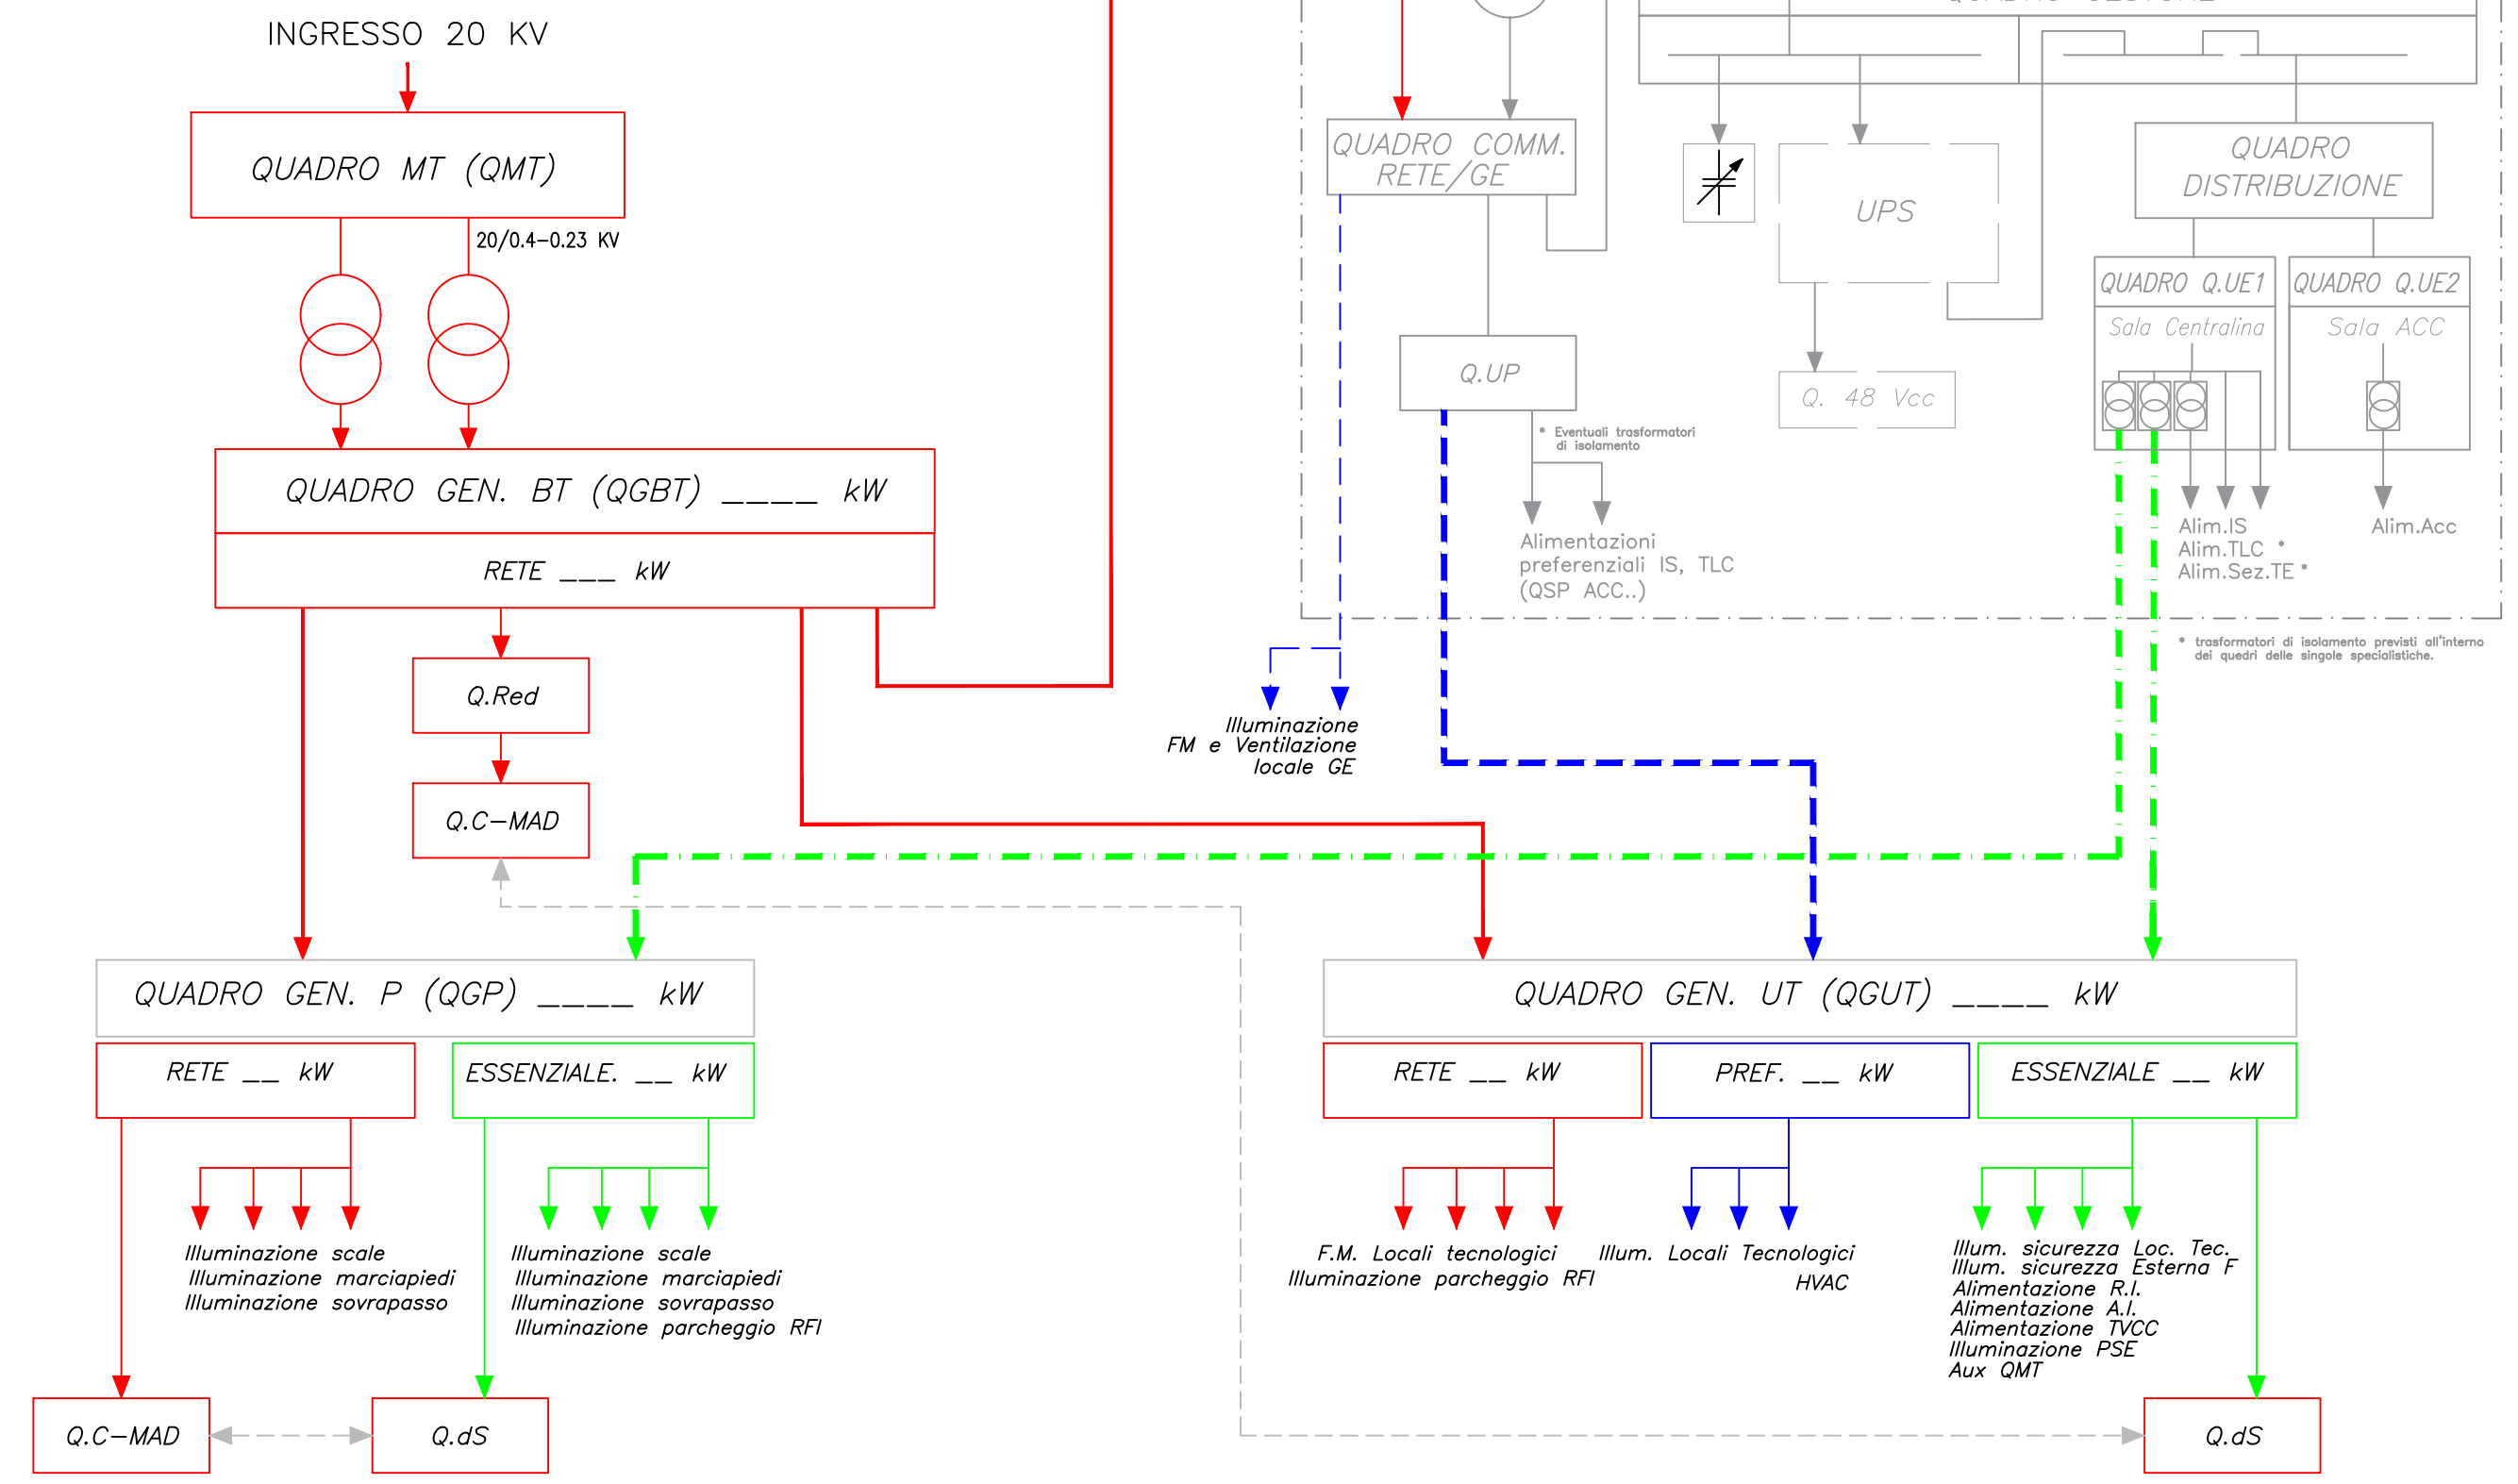 INGRESSO 20 KV
QUADRO MT (QMT)
20/0.4-0.23 KV
QUADRO GEN. BT (QGBT) ____ kW
RETE ___ kW
Q.Red
Q.C-MAD
QUADRO COMM.
RETE/GE
UPS
QUADRO
DISTRIBUZIONE
QUADRO Q.UE1
Sala Centralina
QUADRO Q.UE2
Sala ACC
Q.UP
Q. 48 Vcc
* Eventuali trasformatori
di isolamento
Alimentazioni
preferenziali IS, TLC
(QSP ACC..)
Alim.IS
Alim.TLC *
Alim.Sez.TE *
Alim.Acc
* trasformatori di isolamento previsti all'interno
dei quedri delle singole specialistiche.
Illuminazione
FM e Ventilazione
locale GE
QUADRO GEN. P (QGP) ____ kW
RETE __ kW
ESSENZIALE. __ kW
Illuminazione scale
Illuminazione marciapiedi
Illuminazione sovrapasso
Illuminazione scale
Illuminazione marciapiedi
Illuminazione sovrapasso
Illuminazione parcheggio RFI
Q.C-MAD
Q.dS
QUADRO GEN. UT (QGUT) ____ kW
RETE __ kW
PREF. __ kW
ESSENZIALE __ kW
F.M. Locali tecnologici
Illuminazione parcheggio RFI
Illum. Locali Tecnologici
HVAC
Illum. sicurezza Loc. Tec.
Illum. sicurezza Esterna F
Alimentazione R.I.
Alimentazione A.I.
Alimentazione TVCC
Illuminazione PSE
Aux QMT
Q.dS